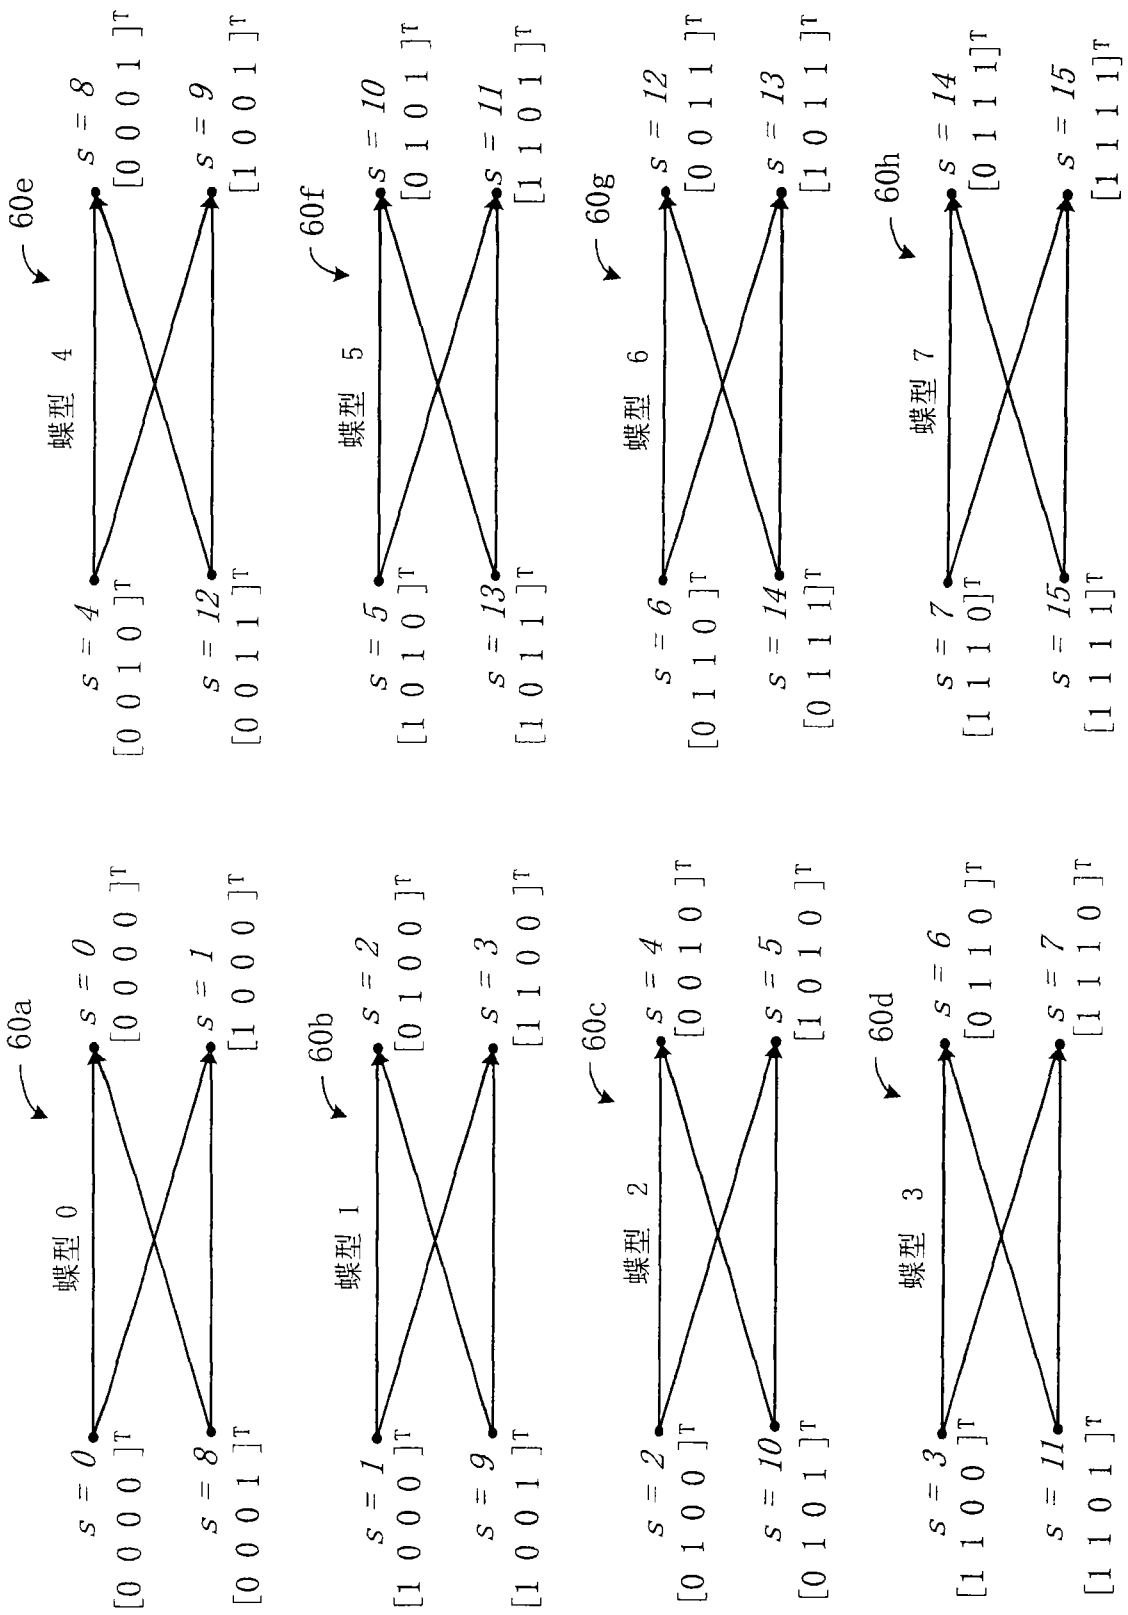 60a
蝶型 0
s = 0
[0 0 0 0 ]ᵀ
s = 0
[0 0 0 0 ]ᵀ
s = 8
[0 0 0 1 ]ᵀ
s = 1
[1 0 0 0 ]ᵀ
60b
蝶型 1
s = 1
[1 0 0 0 ]ᵀ
s = 2
[0 1 0 0 ]ᵀ
s = 9
[1 0 0 1 ]ᵀ
s = 3
[1 1 0 0 ]ᵀ
60c
蝶型 2
s = 2
[0 1 0 0 ]ᵀ
s = 4
[0 0 1 0 ]ᵀ
s = 10
[0 1 0 1 ]ᵀ
s = 5
[1 0 1 0 ]ᵀ
60d
蝶型 3
s = 3
[1 1 0 0 ]ᵀ
s = 6
[0 1 1 0 ]ᵀ
s = 11
[1 1 0 1 ]ᵀ
s = 7
[1 1 1 0 ]ᵀ
60e
蝶型 4
s = 4
[0 0 1 0 ]ᵀ
s = 8
[0 0 0 1 ]ᵀ
s = 12
[0 0 1 1 ]ᵀ
s = 9
[1 0 0 1 ]ᵀ
60f
蝶型 5
s = 5
[1 0 1 0 ]ᵀ
s = 10
[0 1 0 1 ]ᵀ
s = 13
[1 0 1 1 ]ᵀ
s = 11
[1 1 0 1 ]ᵀ
60g
蝶型 6
s = 6
[0 1 1 0 ]ᵀ
s = 12
[0 0 1 1 ]ᵀ
s = 14
[0 1 1 1]ᵀ
s = 13
[1 0 1 1 ]ᵀ
60h
蝶型 7
s = 7
[1 1 1 0]ᵀ
s = 14
[0 1 1 1]ᵀ
s = 15
[1 1 1 1]ᵀ
s = 15
[1 1 1 1]ᵀ